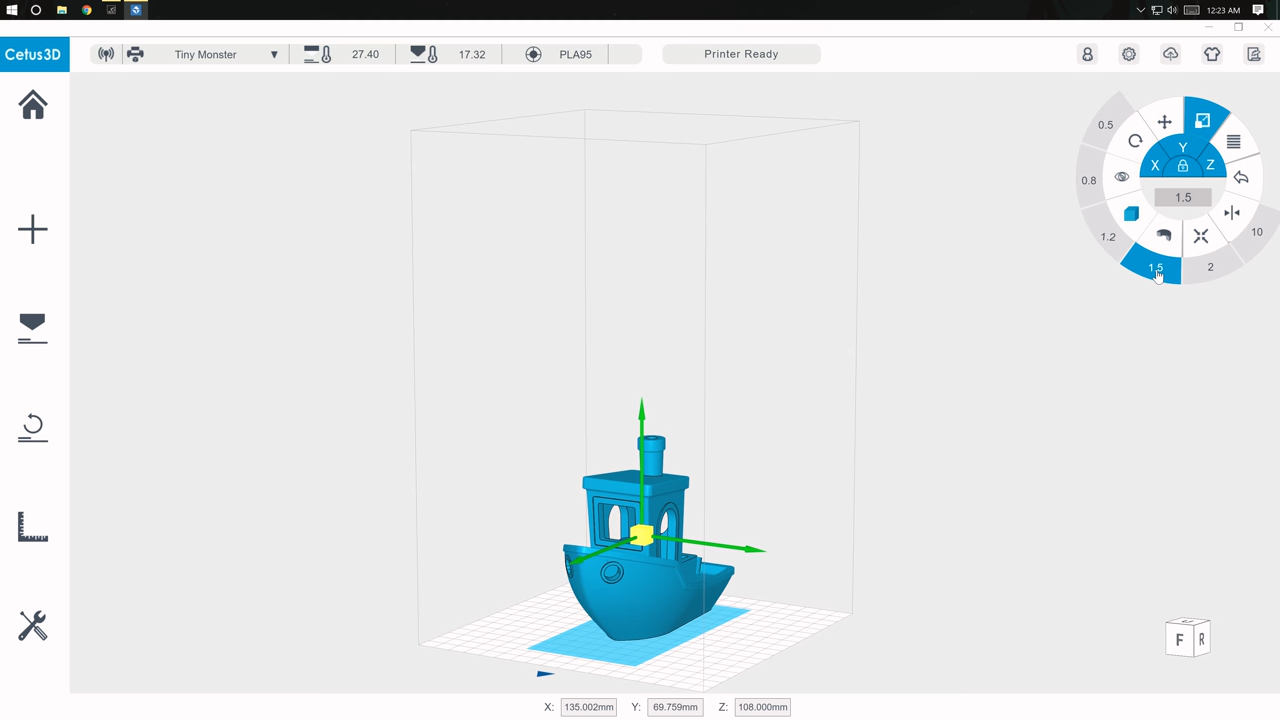 12:23 AM
Cetus3D
Tiny Monster ▼ 27.40 17.32 PLA95 Printer Ready
0.5
0.8
1.2
1.5
2
10
Y
X Z
1.5
F R
X: 135.002mm Y: 69.759mm Z: 108.000mm